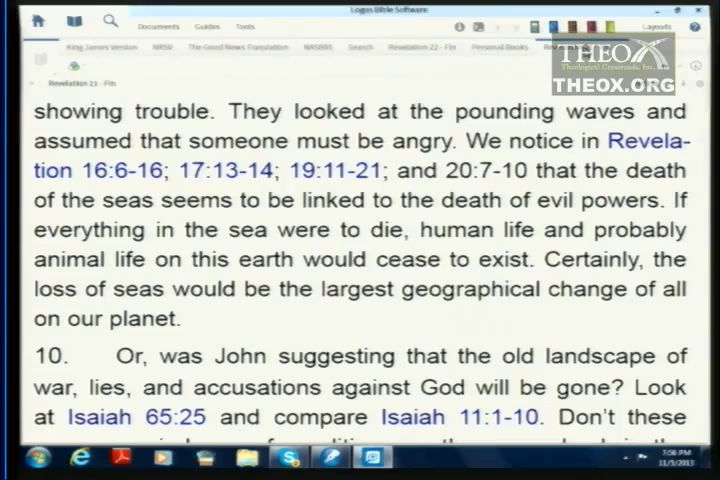 Logos Bible Software
Documents Guides Tools
Layouts
King James Version NRSV The Good News Translation NASB95 Search Revelation 22 - Fin Personal Books
THEOX
Theological Crossroads, Inc.
THEOX.ORG
Revelation 21 - Fin
showing trouble. They looked at the pounding waves and
assumed that someone must be angry. We notice in Revela-
tion 16:6-16; 17:13-14; 19:11-21; and 20:7-10 that the death
of the seas seems to be linked to the death of evil powers. If
everything in the sea were to die, human life and probably
animal life on this earth would cease to exist. Certainly, the
loss of seas would be the largest geographical change of all
on our planet.
10. Or, was John suggesting that the old landscape of
war, lies, and accusations against God will be gone? Look
at Isaiah 65:25 and compare Isaiah 11:1-10. Don't these
7:56 PM
11/5/2013